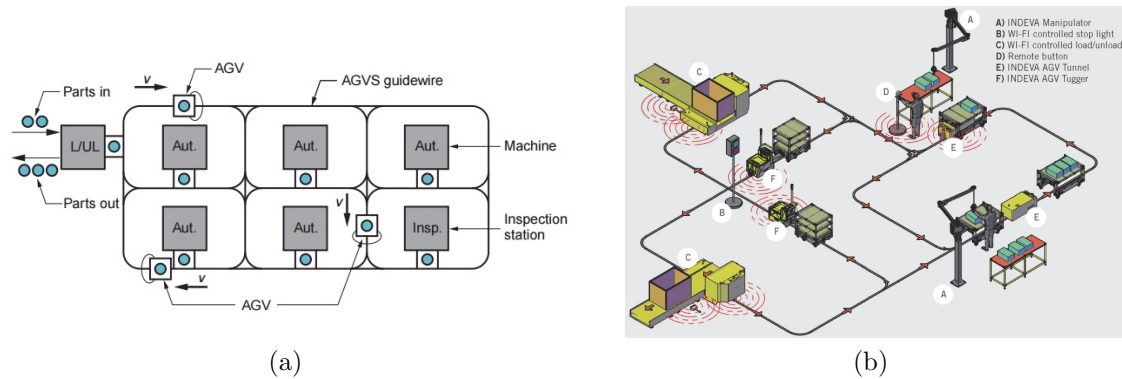 AGV
AGVS guidewire
v
Parts in
L/UL
Aut.
Aut.
Aut.
Machine
Parts out
v
Aut.
Aut.
Insp.
Inspection
station
v
AGV
(a)
A
A) INDEVA Manipulator
B) WI-FI controlled stop light
C) WI-FI controlled load/unload
D) Remote button
E) INDEVA AGV Tunnel
F) INDEVA AGV Tugger
C
D
E
F
B
F
E
C
A
(b)